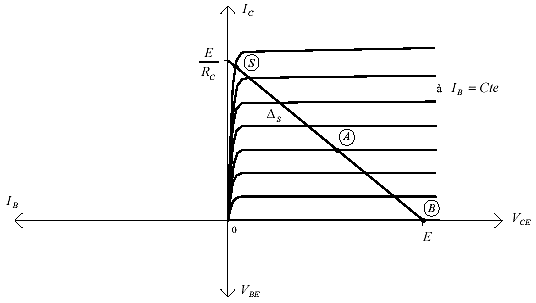 I_C
E
R_C
S
à I_B = Cte
Δ_S
A
I_B
B
V_CE
0
E
V_BE